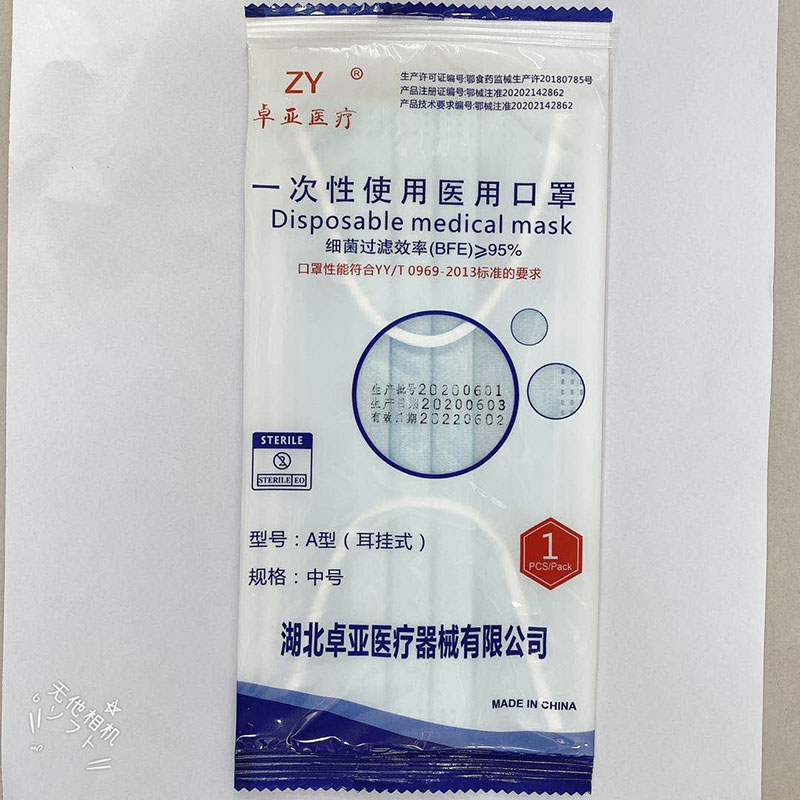 ZY ®
卓亚医疗
生产许可证编号:鄂食药监械生产许20180785号
产品注册证编号:鄂械注准20202142862
产品技术要求编号:鄂械注准20202142862
一次性使用医用口罩
Disposable medical mask
细菌过滤效率(BFE)⩾95%
口罩性能符合YY/T 0969-2013标准的要求
生产批号20200601
生产日期20200603
有效日期20220602
STERILE
2
STERILE EO
型号：A型（耳挂式）
规格：中号
1
PCS/Pack
湖北卓亚医疗器械有限公司
MADE IN CHINA
无他相机
ソフト